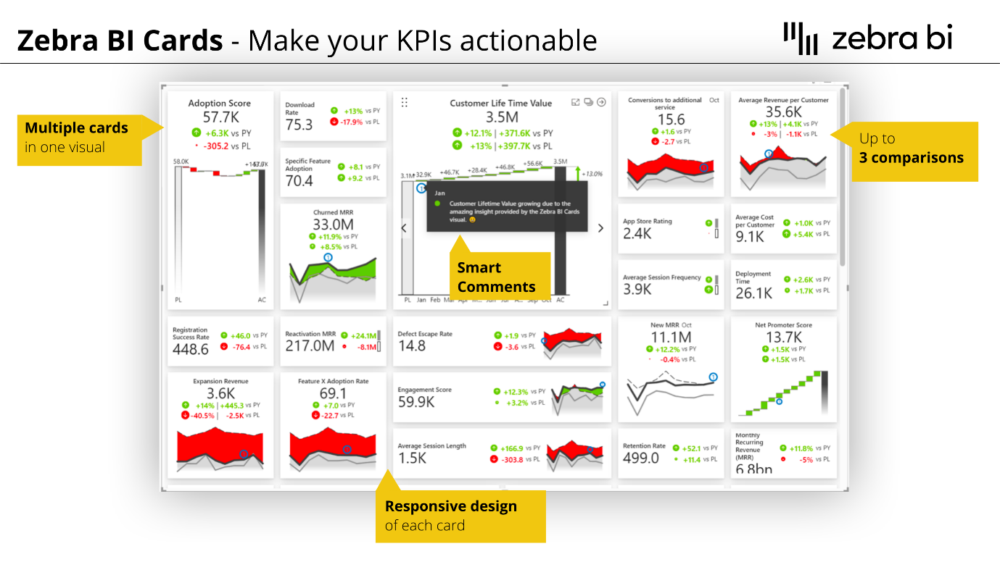 Zebra BI Cards - Make your KPIs actionable
zebra bi
Multiple cards
in one visual
Up to
3 comparisons
Adoption Score
57.7K
+6.3K vs PY
-305.2 vs PL
58.0K
PL
AC
Download
Rate
75.3
+13% vs PY
-17.9% vs PL
Specific Feature
Adoption
70.4
+8.1 vs PY
+9.2 vs PL
Churned MRR
33.0M
+11.9% vs PY
+8.5% vs PL
1
Customer Life Time Value
3.5M
+12.1% | +371.6K vs PY
+13% | +397.7K vs PL
3.1M +32.9K +46.7K +28.4K +46.8K +56.6K 3.5M
+13.0%
1
Jan
Customer Lifetime Value growing due to the
amazing insight provided by the Zebra BI Cards
visual.
Smart
Comments
PL Jan Feb Mar Apr M... Jun Jul A... Sep Oct AC
Conversions to additional Oct
service
15.6
+1.6 vs PY
-2.7 vs PL
1
Average Revenue per Customer
35.6K
+13% | +4.1K vs PY
-3% | -1.1K vs PL
1
App Store Rating
2.4K
Average Cost
per Customer
9.1K
+1.0K vs PY
+5.4K vs PL
Average Session Frequency
3.9K
Deployment
Time
26.1K
+2.6K vs PY
+1.7K vs PL
Registration
Success Rate
448.6
+46.0 vs PY
-76.4 vs PL
Reactivation MRR
217.0M
+24.1M
-8.1M
Defect Escape Rate
14.8
+1.9 vs PY
-3.6 vs PL
New MRR Oct
11.1M
+12.2% vs PY
-0.4% vs PL
1
Net Promoter Score
13.7K
+1.5K vs PY
+1.5K vs PL
Expansion Revenue
3.6K
+14% | +445.3 vs PY
-40.5% | -2.5K vs PL
1
Feature X Adoption Rate
69.1
+7.0 vs PY
-22.7 vs PL
1
Engagement Score
59.9K
+12.3% vs PY
+3.2% vs PL
Average Session Length
1.5K
+166.9 vs PY
-303.8 vs PL
Retention Rate
499.0
+52.1 vs PY
+11.4 vs PL
Monthly
Recurring
Revenue
(MRR)
6.8bn
+11.8% vs PY
-5% vs PL
Responsive design
of each card